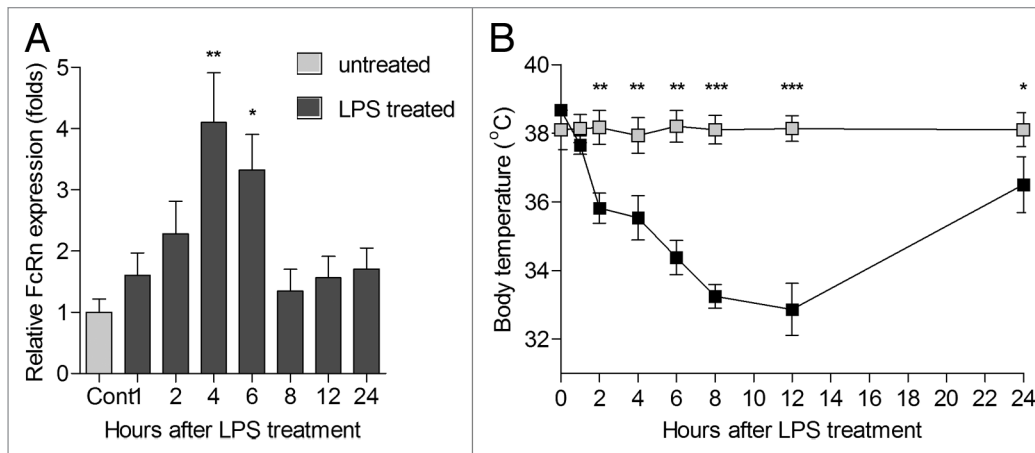 A
** 
*
untreated
LPS treated
Relative FcRn expression (folds)
5
4
3
2
1
0
Cont 1 2 4 6 8 12 24
Hours after LPS treatment
B
** ** ** *** *** *
Body temperature (°C)
40
38
36
34
32
0 2 4 6 8 10 12 14 16 18 20 22 24
Hours after LPS treatment